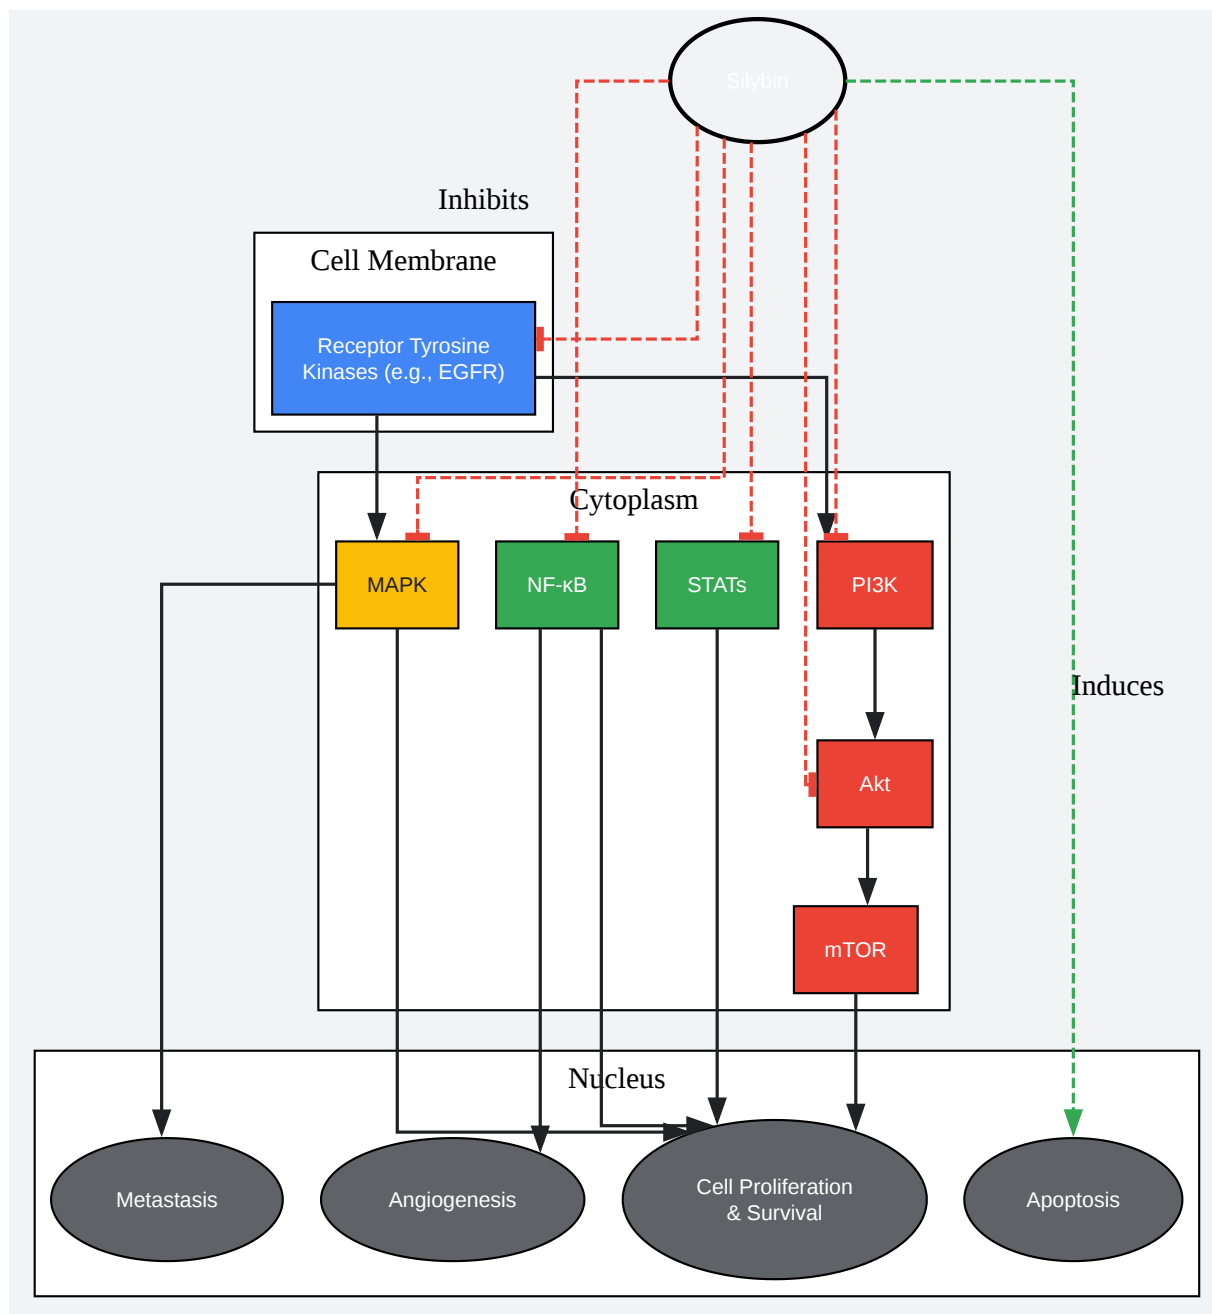 Silybin
Inhibits
Cell Membrane
Receptor Tyrosine
Kinases (e.g., EGFR)
Cytoplasm
MAPK
NF-κB
STATs
PI3K
Induces
Akt
mTOR
Nucleus
Metastasis
Angiogenesis
Cell Proliferation
& Survival
Apoptosis